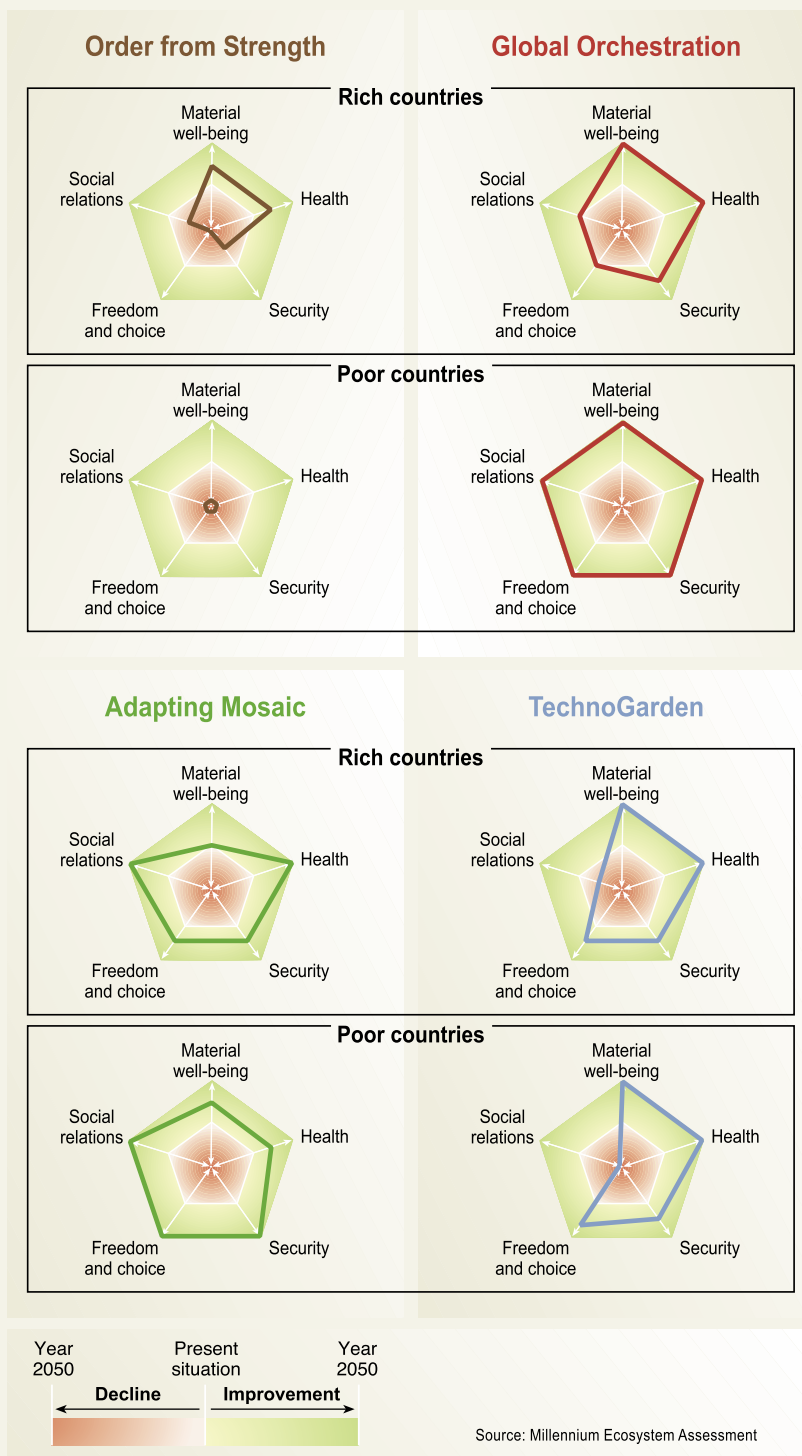 Order from Strength
Global Orchestration
Rich countries
Material
well-being
Social
relations
Health
Freedom
and choice
Security
Material
well-being
Social
relations
Health
Freedom
and choice
Security
Poor countries
Material
well-being
Social
relations
Health
Freedom
and choice
Security
Material
well-being
Social
relations
Health
Freedom
and choice
Security
Adapting Mosaic
TechnoGarden
Rich countries
Material
well-being
Social
relations
Health
Freedom
and choice
Security
Material
well-being
Social
relations
Health
Freedom
and choice
Security
Poor countries
Material
well-being
Social
relations
Health
Freedom
and choice
Security
Material
well-being
Social
relations
Health
Freedom
and choice
Security
Year
2050
Present
situation
Year
2050
Decline
Improvement
Source: Millennium Ecosystem Assessment